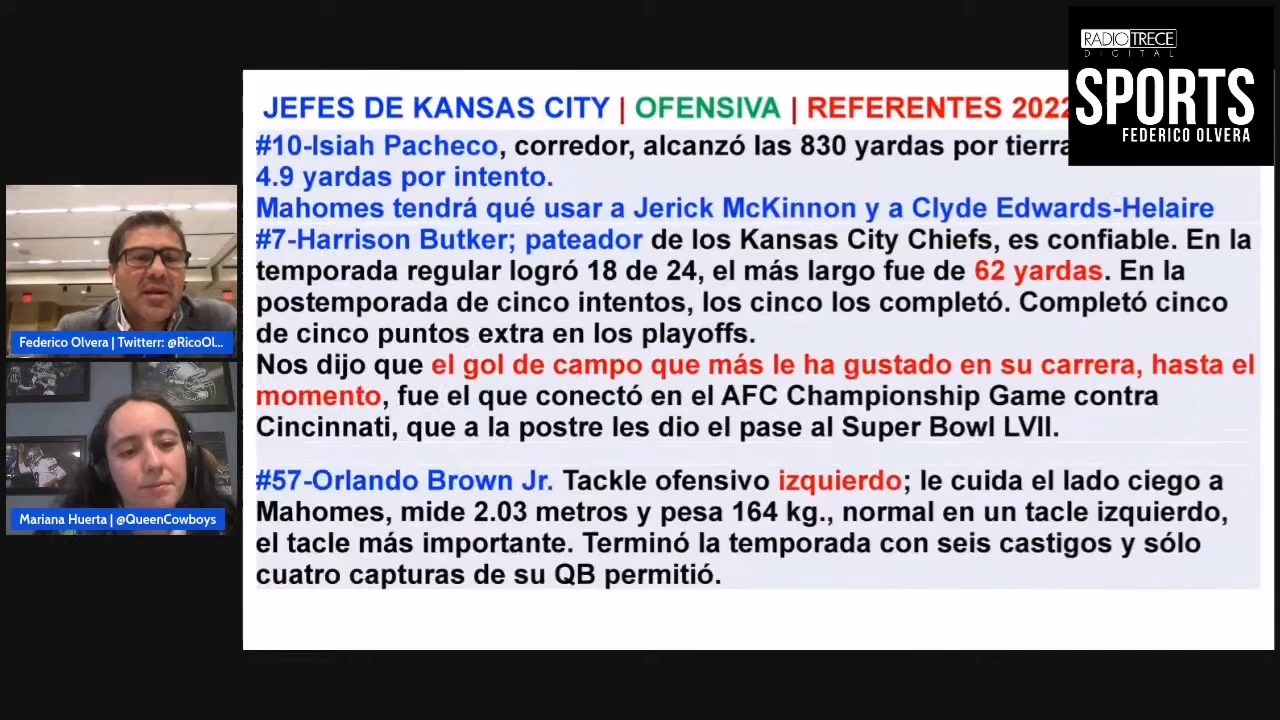 RADIO TRECE
DIGITAL
SPORTS
FEDERICO OLVERA
JEFES DE KANSAS CITY | OFENSIVA | REFERENTES 2022
#10-Isiah Pacheco, corredor, alcanzó las 830 yardas por tierra
4.9 yardas por intento.
Mahomes tendrá qué usar a Jerick McKinnon y a Clyde Edwards-Helaire
#7-Harrison Butker; pateador de los Kansas City Chiefs, es confiable. En la
temporada regular logró 18 de 24, el más largo fue de 62 yardas. En la
postemporada de cinco intentos, los cinco los completó. Completó cinco
de cinco puntos extra en los playoffs.
Nos dijo que el gol de campo que más le ha gustado en su carrera, hasta el
momento, fue el que conectó en el AFC Championship Game contra
Cincinnati, que a la postre les dio el pase al Super Bowl LVII.
#57-Orlando Brown Jr. Tackle ofensivo izquierdo; le cuida el lado ciego a
Mahomes, mide 2.03 metros y pesa 164 kg., normal en un tacle izquierdo,
el tacle más importante. Terminó la temporada con seis castigos y sólo
cuatro capturas de su QB permitió.
Federico Olvera | Twitterr: @RicoOL...
Mariana Huerta | @QueenCowboys